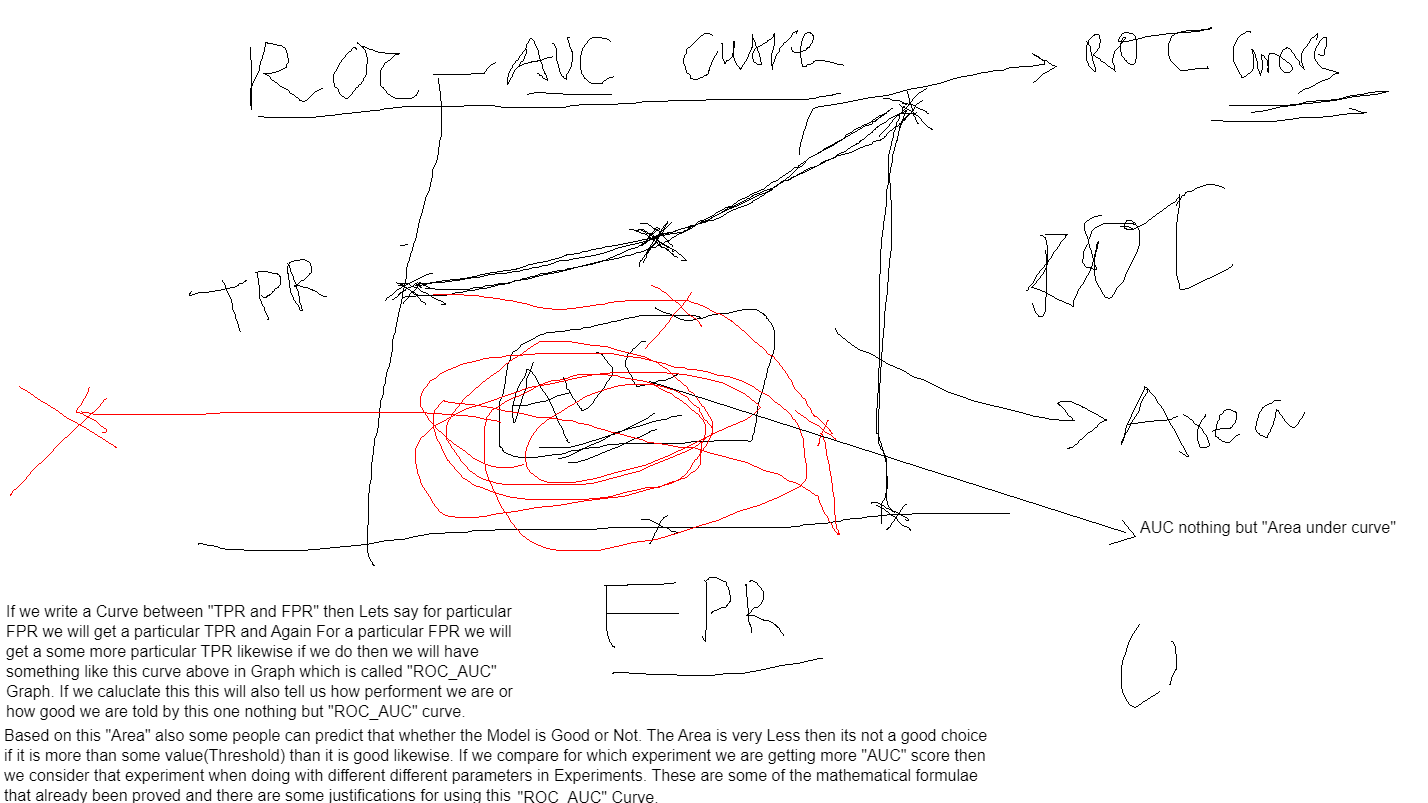 ROC - AUC Curve
ROC Curve
ROC
TPR
AUC
Area
AUC nothing but "Area under curve"
FPR
If we write a Curve between "TPR and FPR" then Lets say for particular
FPR we will get a particular TPR and Again For a particular FPR we will
get a some more particular TPR likewise if we do then we will have
something like this curve above in Graph which is called "ROC_AUC"
Graph. If we caluclate this this will also tell us how performent we are or
how good we are told by this one nothing but "ROC_AUC" curve.
Based on this "Area" also some people can predict that whether the Model is Good or Not. The Area is very Less then its not a good choice
if it is more than some value(Threshold) than it is good likewise. If we compare for which experiment we are getting more "AUC" score then
we consider that experiment when doing with different different parameters in Experiments. These are some of the mathematical formulae
that already been proved and there are some justifications for using this "ROC_AUC" Curve.